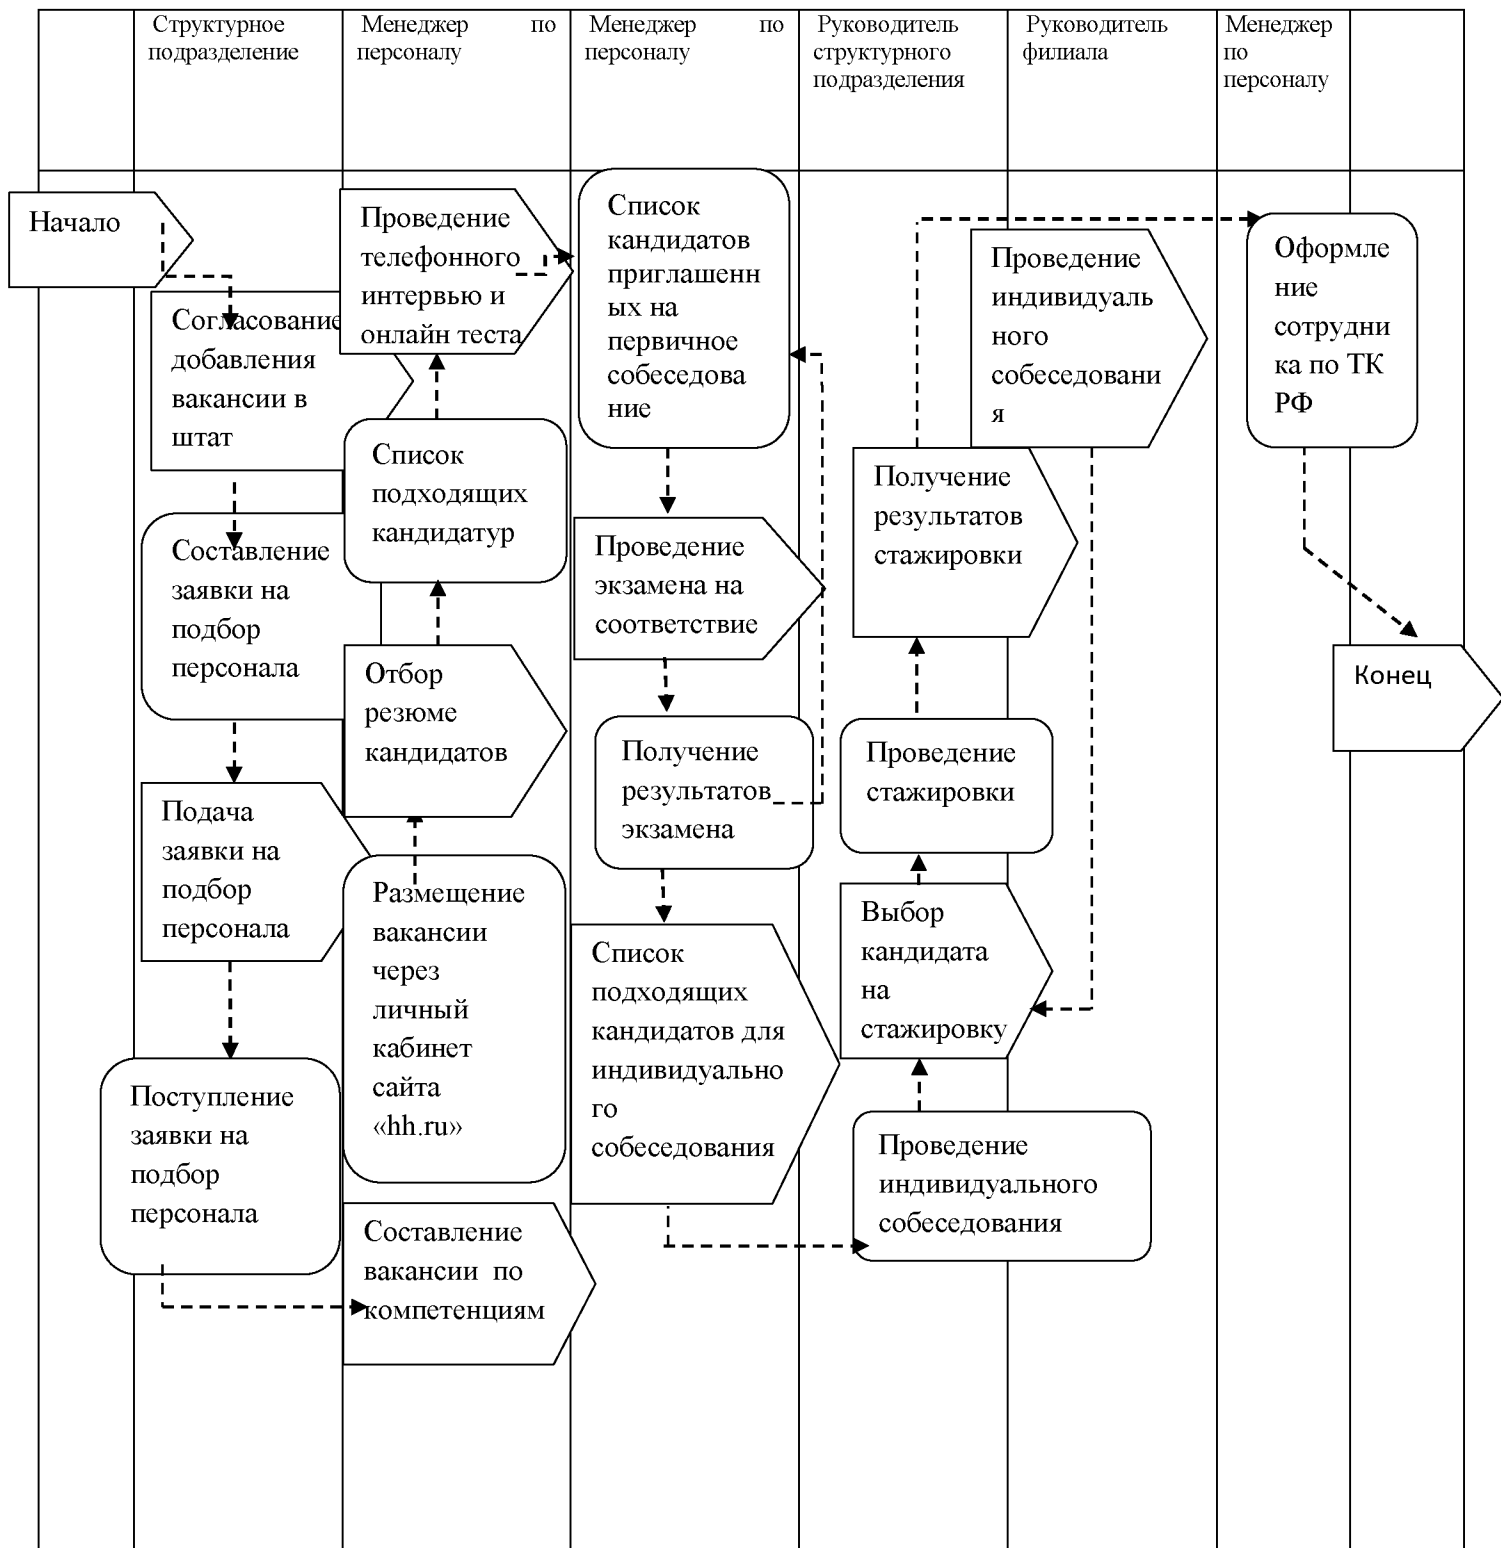 Структурное
подразделение
Менеджер по
персоналу
Менеджер по
персоналу
Руководитель
структурного
подразделения
Руководитель
филиала
Менеджер
по
персоналу
Начало
Согласование
добавления
вакансии в
штат
Составление
заявки на
подбор
персонала
Подача
заявки на
подбор
персонала
Поступление
заявки на
подбор
персонала
Проведение
телефонного
интервью и
онлайн теста
Список
подходящих
кандидатур
Отбор
резюме
кандидатов
Размещение
вакансии
через
личный
кабинет
сайта
«hh.ru»
Составление
вакансии по
компетенциям
Список
кандидатов
приглашенн
ых на
первичное
собеседова
ние
Проведение
экзамена на
соответствие
Получение
результатов
экзамена
Список
подходящих
кандидатов для
индивидуально
го
собеседования
Получение
результатов
стажировки
Проведение
стажировки
Выбор
кандидата
на
стажировку
Проведение
индивидуального
собеседования
Проведение
индивидуаль
ного
собеседовани
я
Оформле
ние
сотрудни
ка по ТК
РФ
Конец